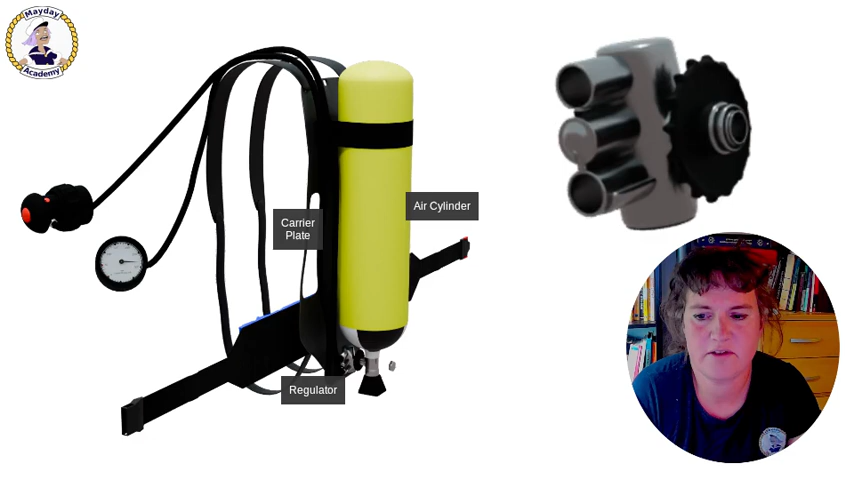 Mayday
Academy
Carrier
Plate
Air Cylinder
Regulator